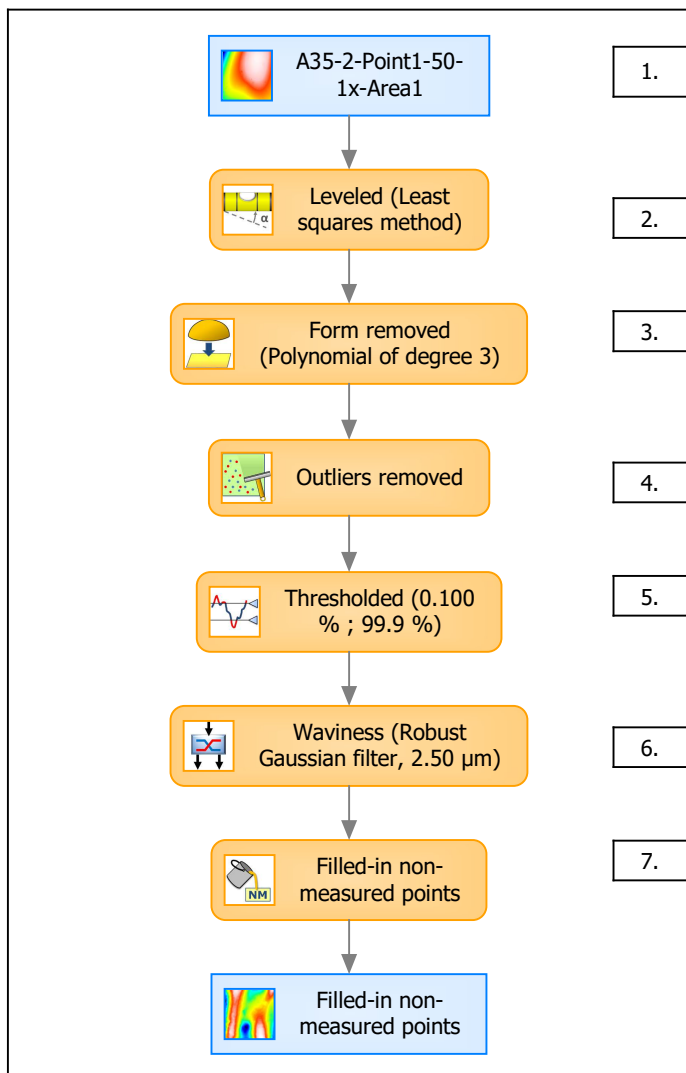 A35-2-Point1-50-
1x-Area1
1.
Leveled (Least
squares method)
α
2.
Form removed
(Polynomial of degree 3)
3.
Outliers removed
4.
Thresholded (0.100
% ; 99.9 %)
5.
Waviness (Robust
Gaussian filter, 2.50 µm)
6.
Filled-in non-
measured points
NM
7.
Filled-in non-
measured points